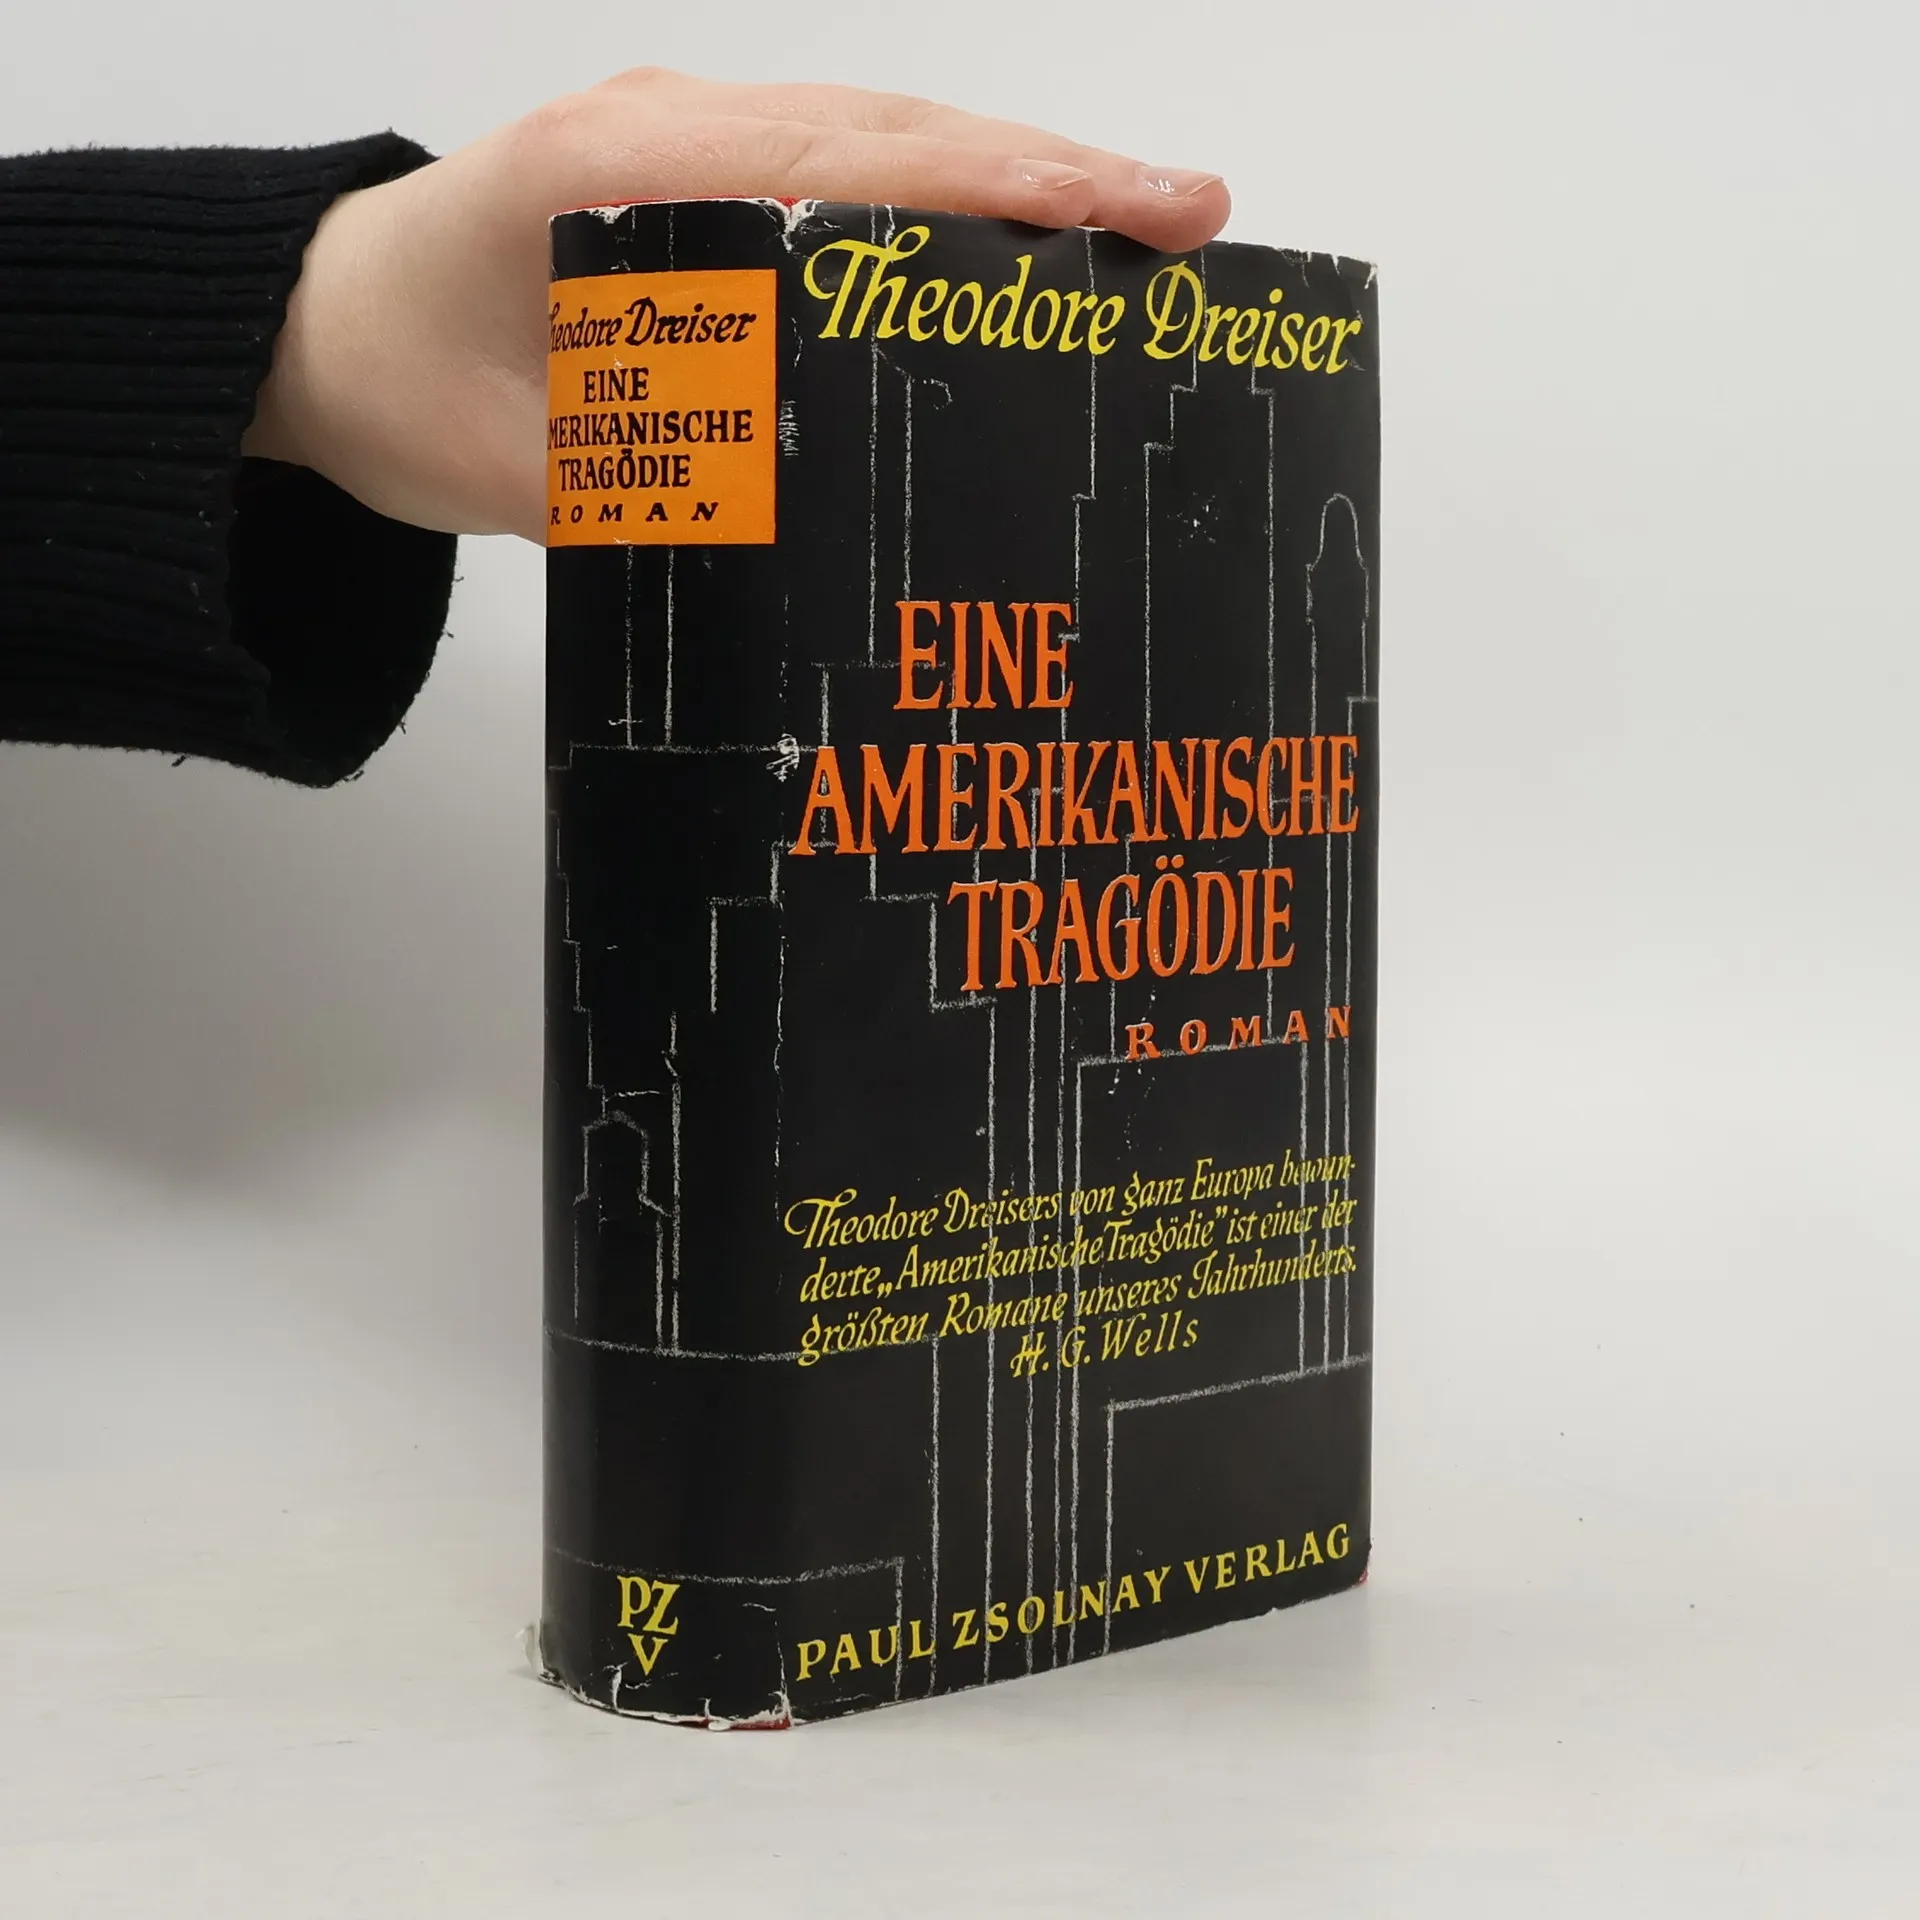 Theodore Dreiser
EINE
AMERIKANISCHE
TRAGÖDIE
ROMAN
PZ
V
Theodore Dreiser
EINE
AMERIKANISCHE
TRAGÖDIE
ROMAN
Theodore Dreisers von ganz Europa bewun-
derte „Amerikanische Tragödie" ist einer der
größten Romane unseres Jahrhunderts.
H. G. Wells
PAUL ZSOLNAY VERLAG